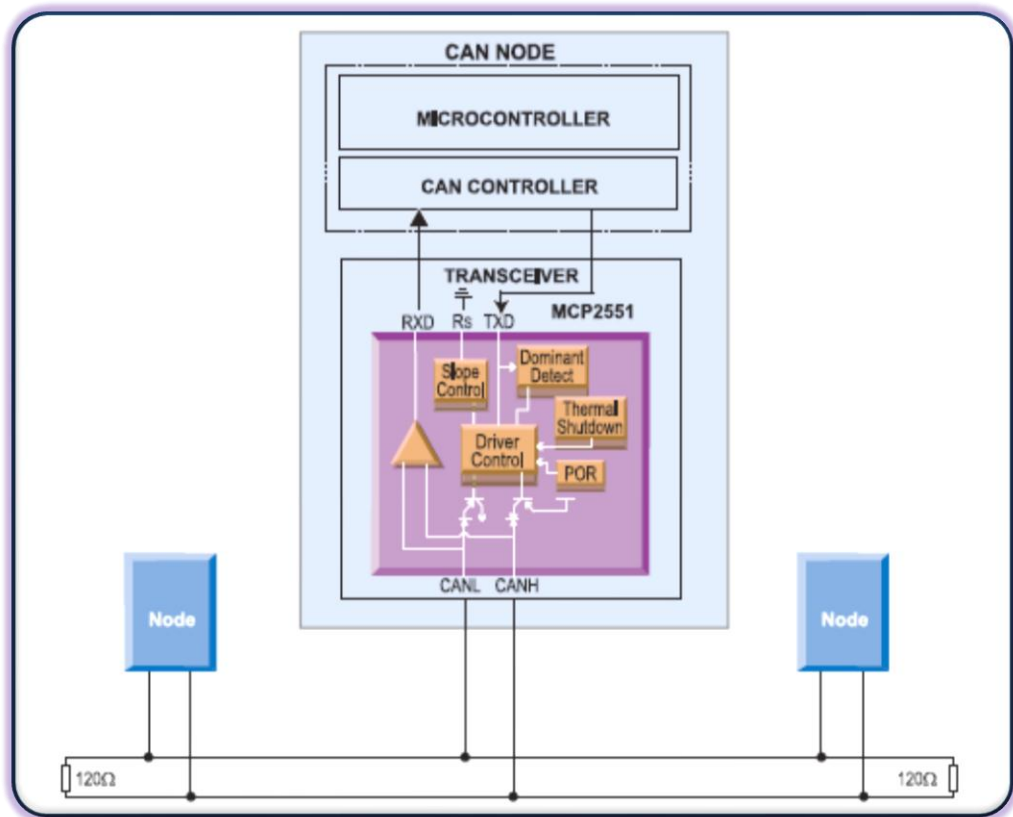 CAN NODE
MICROCONTROLLER
CAN CONTROLLER
TRANSCEIVER
MCP2551
RXD Rs TXD
Slope
Control
Dominant
Detect
Thermal
Shutdown
Driver
Control
POR
CANL CANH
Node
Node
120Ω
120Ω